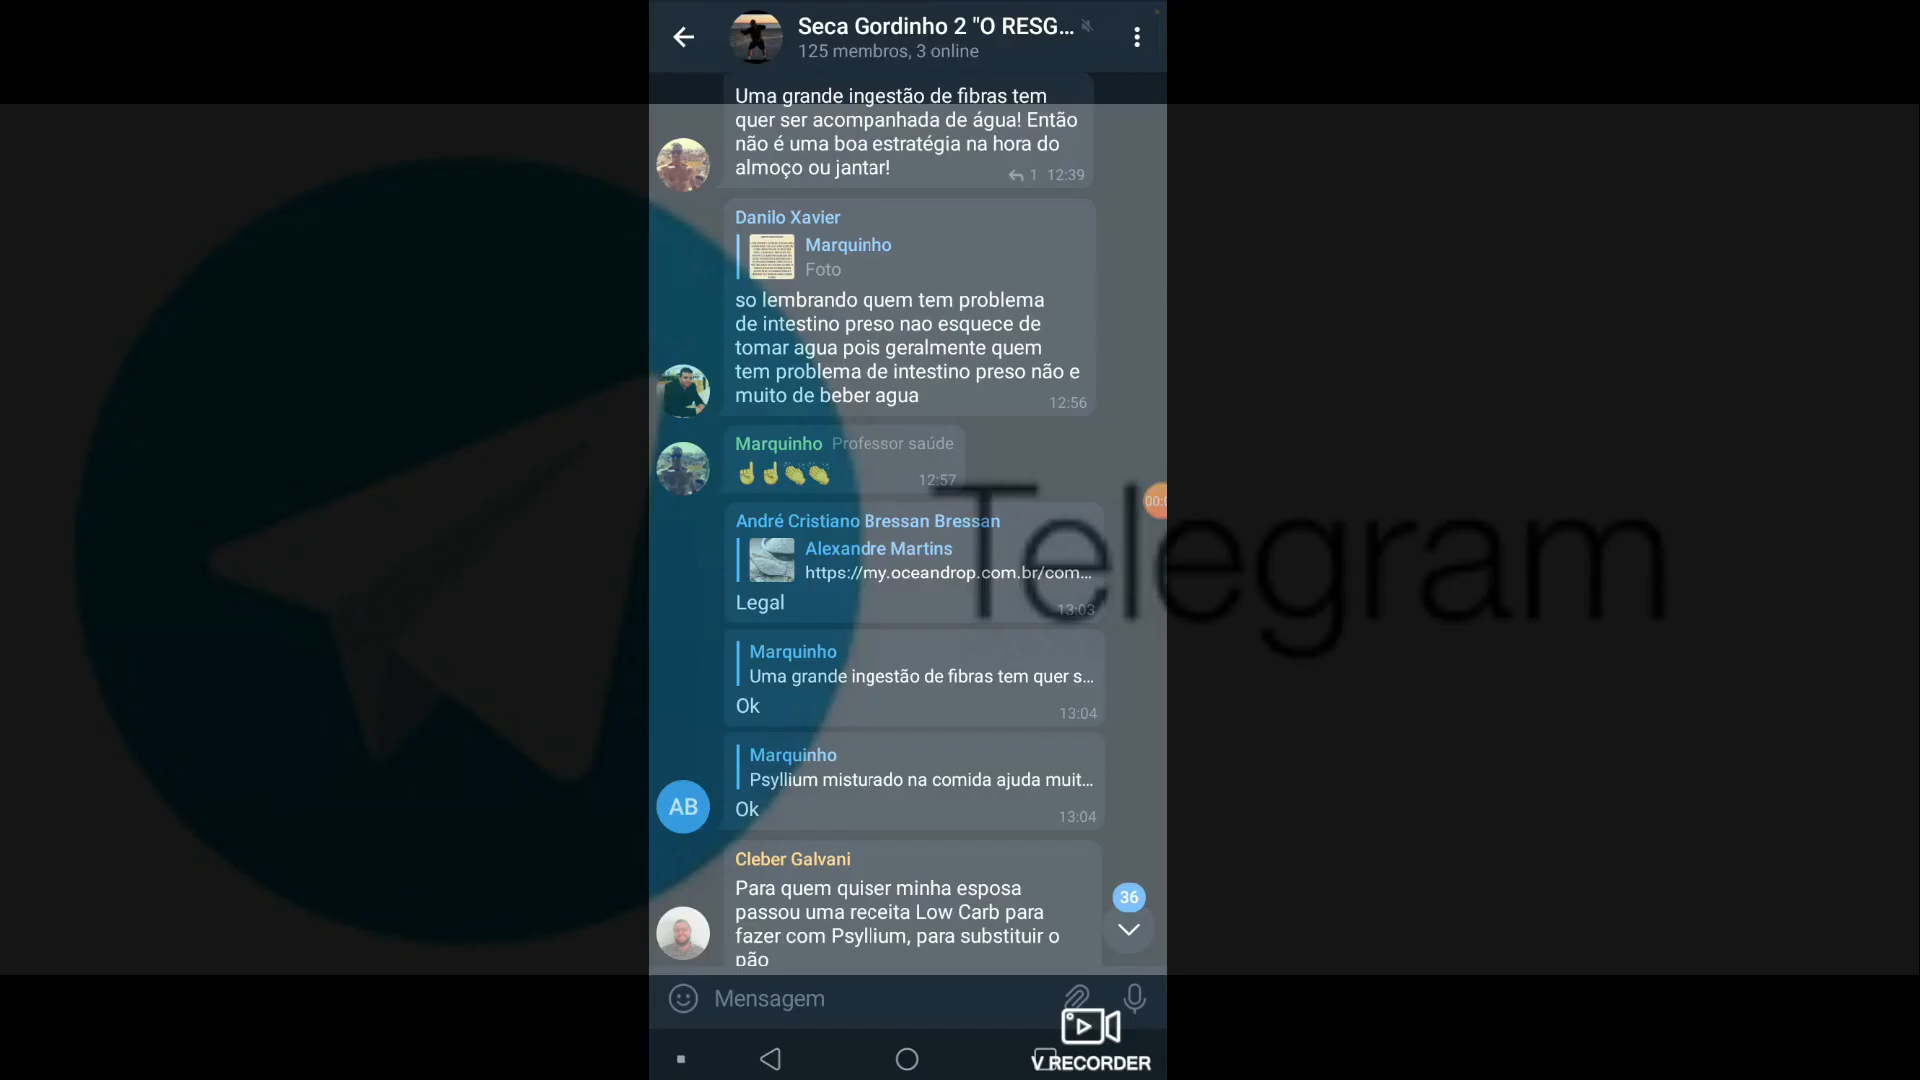 Seca Gordinho 2 "O RESG...
125 membros, 3 online
Uma grande ingestão de fibras tem
quer ser acompanhada de água! Então
não é uma boa estratégia na hora do
almoço ou jantar!
1 12:39
Danilo Xavier
Marquinho
Foto
so lembrando quem tem problema
de intestino preso nao esquece de
tomar agua pois geralmente quem
tem problema de intestino preso não e
muito de beber agua
12:56
Marquinho Professor saúde
☝☝👏👏
12:57
André Cristiano Bressan Bressan
Alexandre Martins
https://my.oceandrop.com.br/com...
Legal
13:03
Telegram
Marquinho
Uma grande ingestão de fibras tem quer s...
Ok
13:04
Marquinho
Psyllium misturado na comida ajuda muit...
AB
Ok
13:04
Cleber Galvani
Para quem quiser minha esposa
passou uma receita Low Carb para
fazer com Psyllium, para substituir o
pão
36
Mensagem
V RECORDER